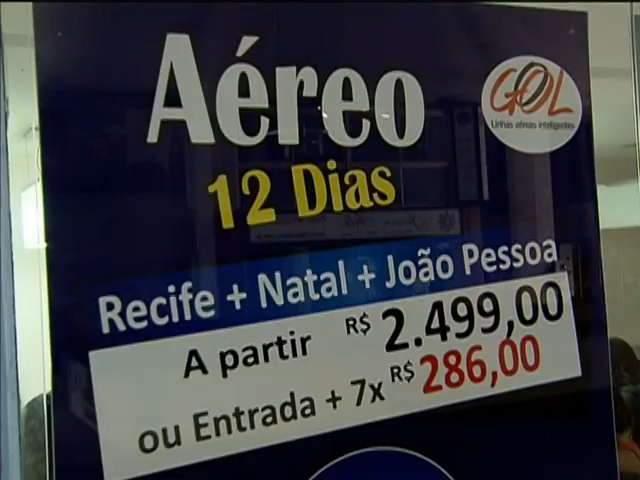 Aéreo
GOL
Linhas aéreas inteligentes
12 Dias
Recife + Natal + João Pessoa
A partir R$ 2.499,00
ou Entrada + 7x R$ 286,00